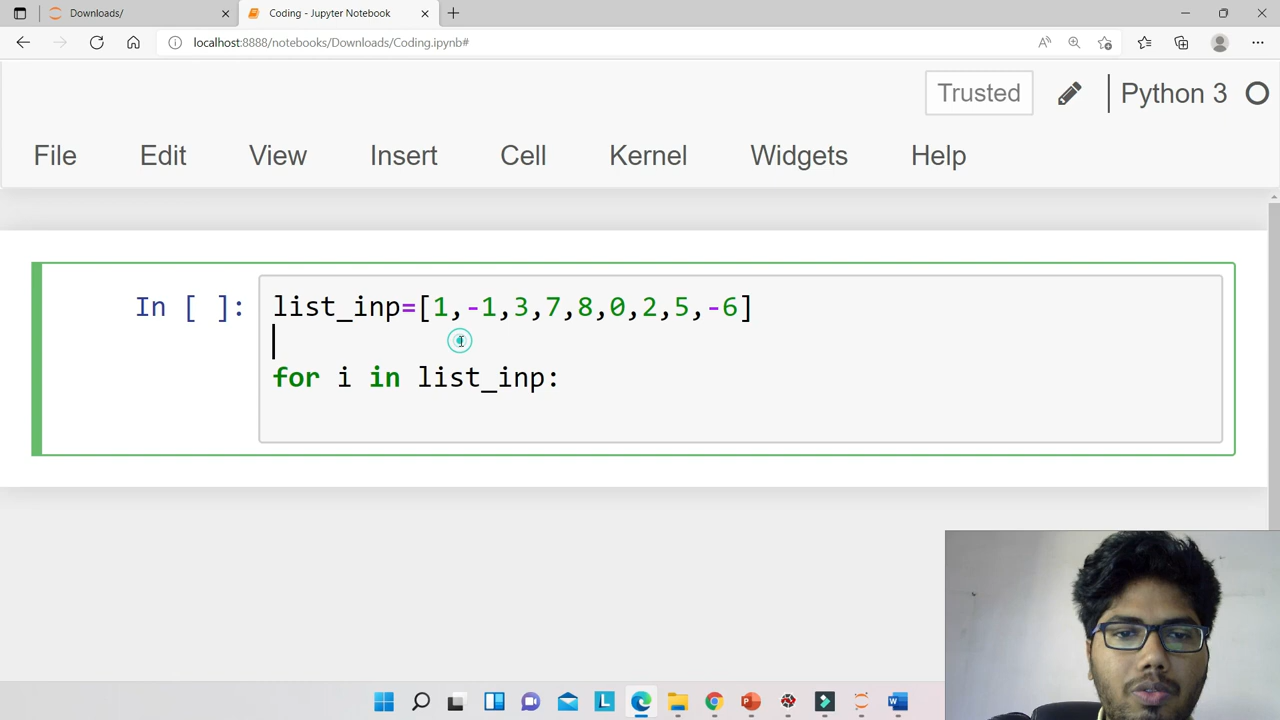 Downloads/
Coding - Jupyter Notebook
localhost:8888/notebooks/Downloads/Coding.ipynb#
Trusted
Python 3
File Edit View Insert Cell Kernel Widgets Help
In [ ]:
list_inp=[1,-1,3,7,8,0,2,5,-6]
for i in list_inp: